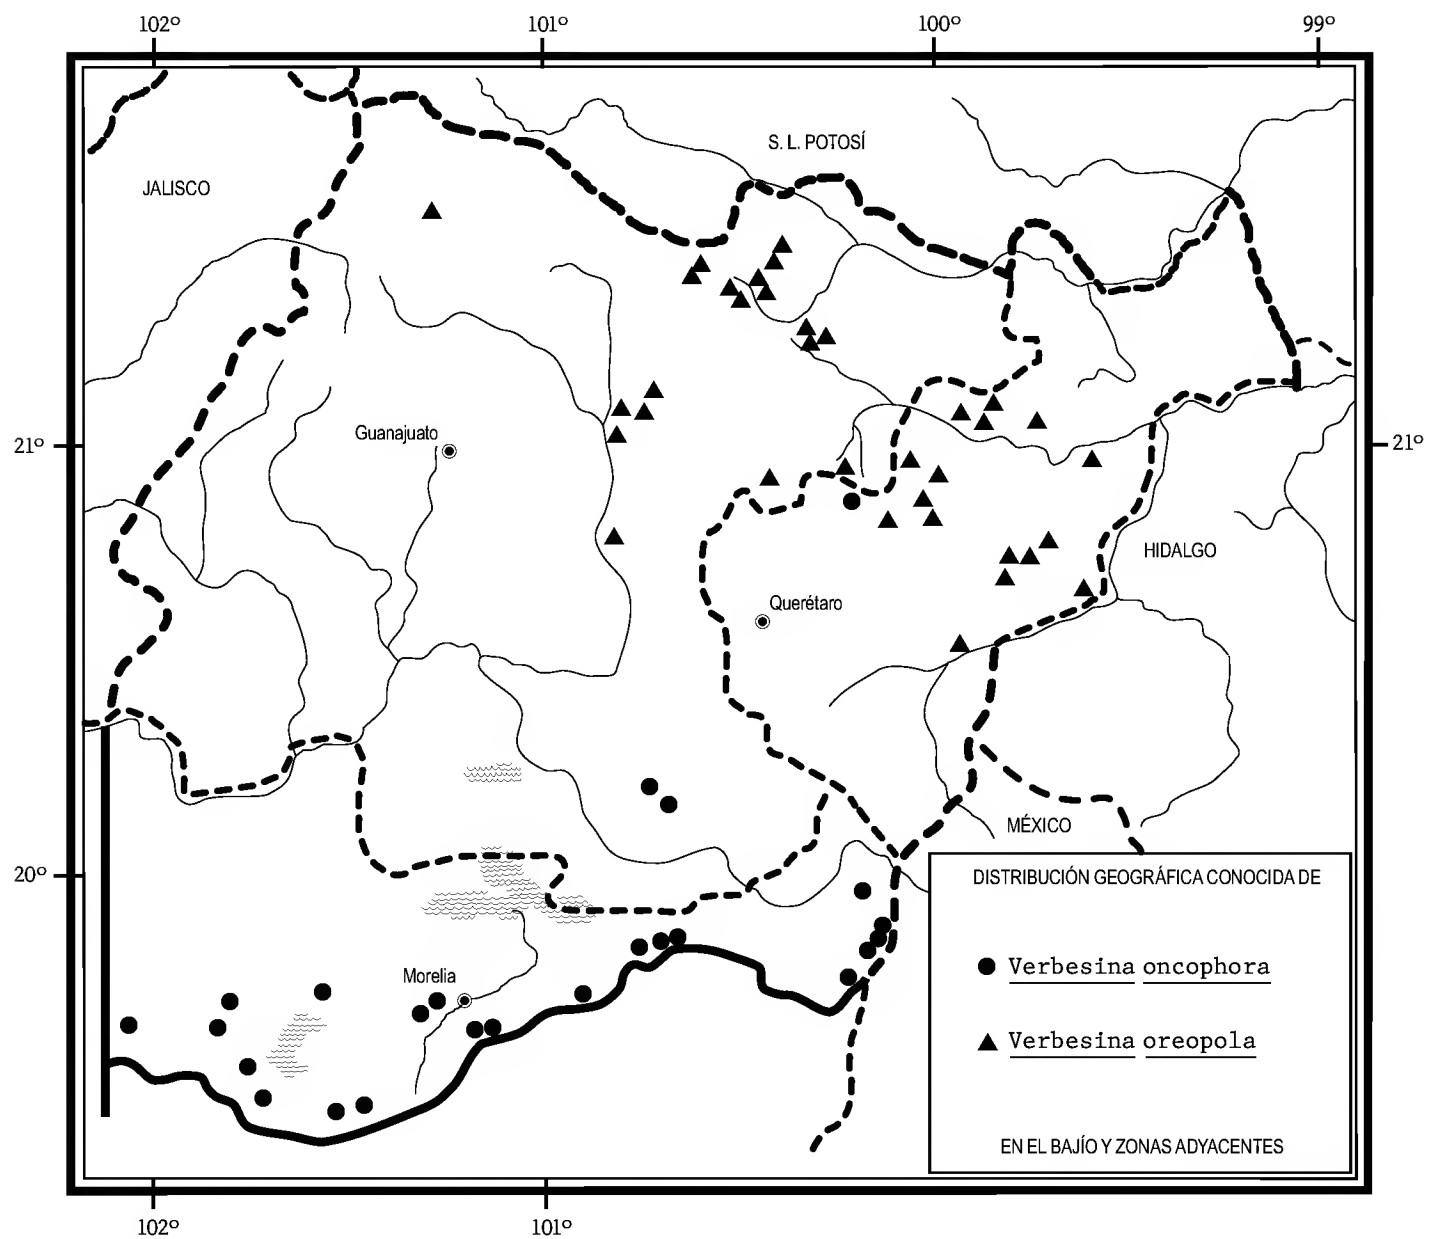 102º 101º 100º 99º
S. L. POTOSÍ
JALISCO
Guanajuato
21º
21º
HIDALGO
Querétaro
MÉXICO
20º
DISTRIBUCIÓN GEOGRÁFICA CONOCIDA DE
Verbesina oncophora
Morelia
Verbesina oreopola
EN EL BAJÍO Y ZONAS ADYACENTES
102º 101º